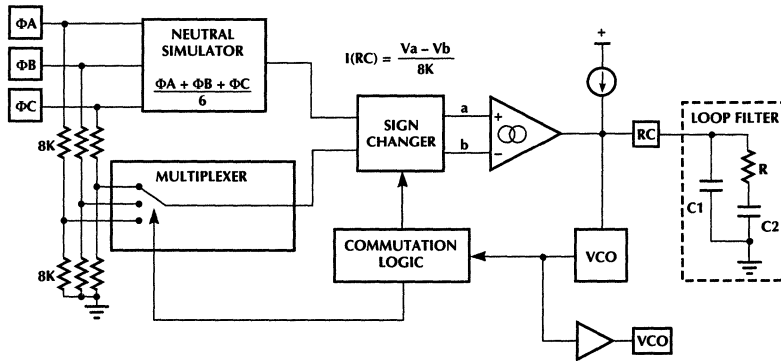 ΦA
ΦB
ΦC
NEUTRAL
SIMULATOR
ΦA + ΦB + ΦC
6
I(RC) = Va – Vb
8K
+
8K
MULTIPLEXER
SIGN
CHANGER
a
b
+
−
RC
LOOP FILTER
R
C1
C2
COMMUTATION
LOGIC
VCO
8K
VCO